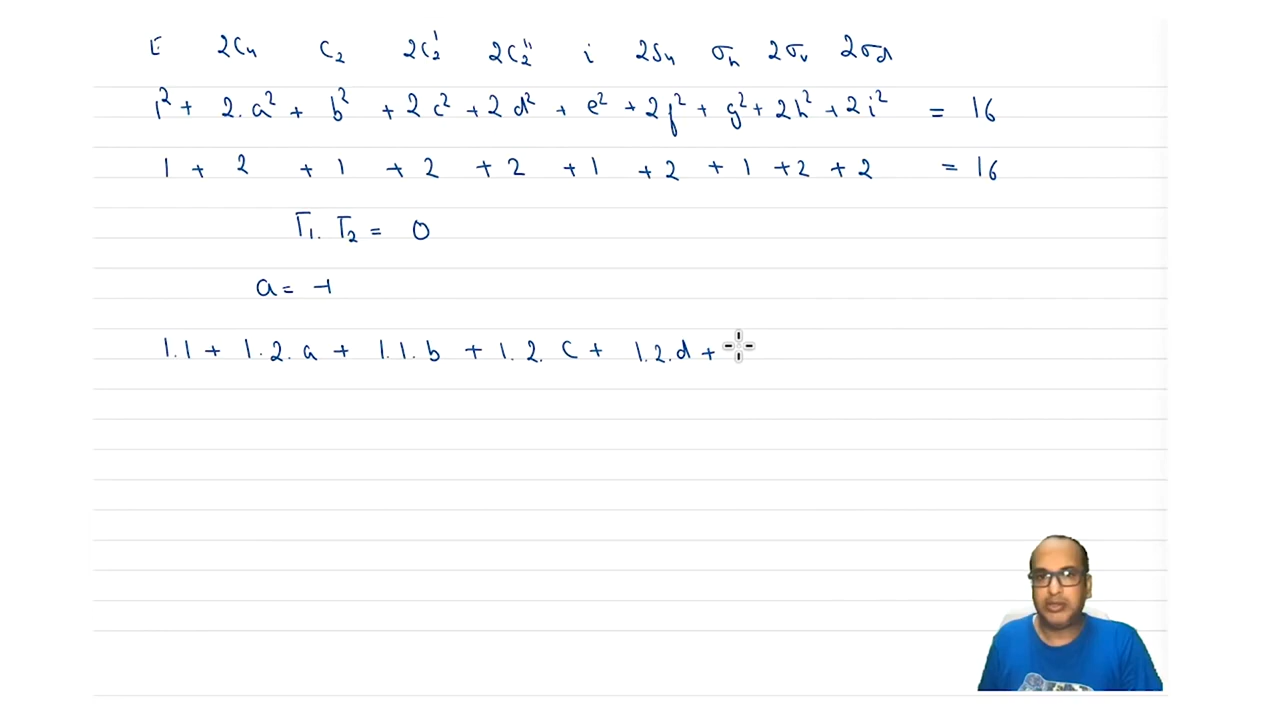 E 2C₄ C₂ 2C₂' 2C₂'' i 2S₄ σₕ 2σᵥ 2σd
1² + 2.a² + b² + 2c² + 2d² + e² + 2f² + g² + 2h² + 2i² = 16
1 + 2 + 1 + 2 + 2 + 1 + 2 + 1 + 2 + 2 = 16
Γ₁. Γ₂ = 0
a = -1
1.1 + 1.2.a + 1.1.b + 1.2.c + 1.2.d +